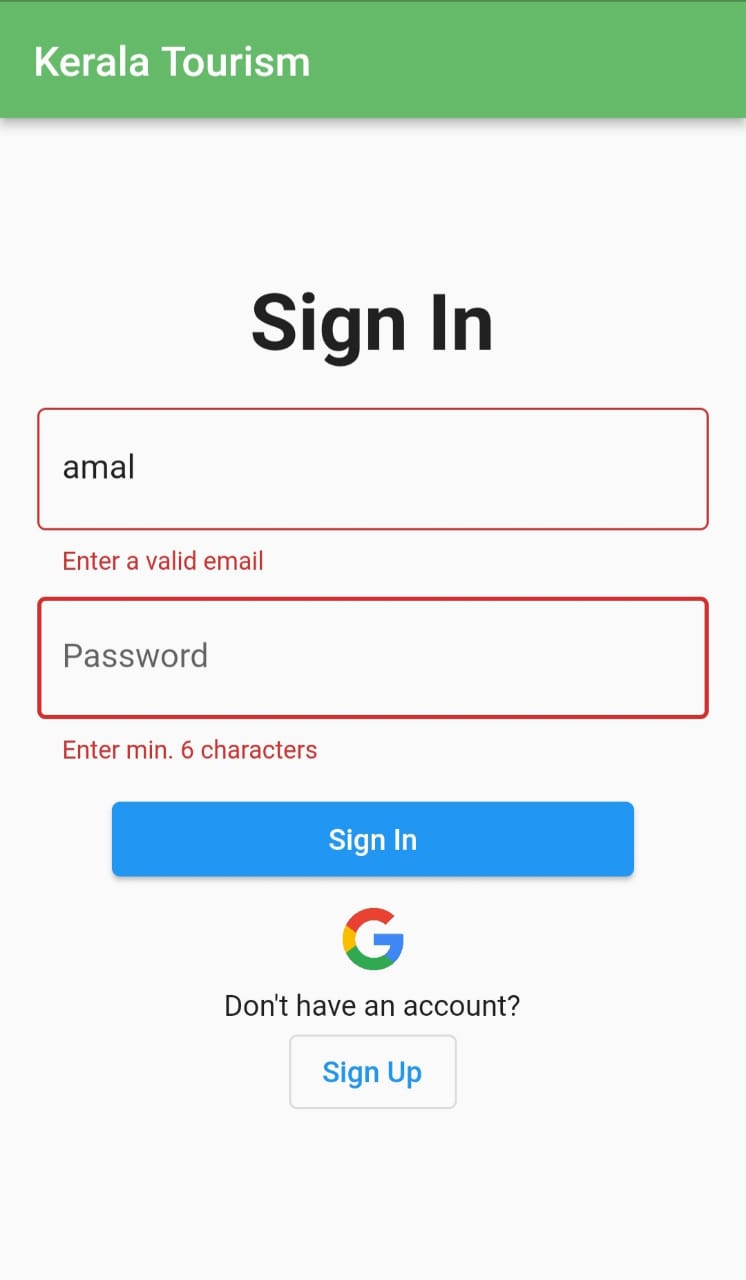 Kerala Tourism
Sign In
amal
Enter a valid email
Password
Enter min. 6 characters
Sign In
Don't have an account?
Sign Up